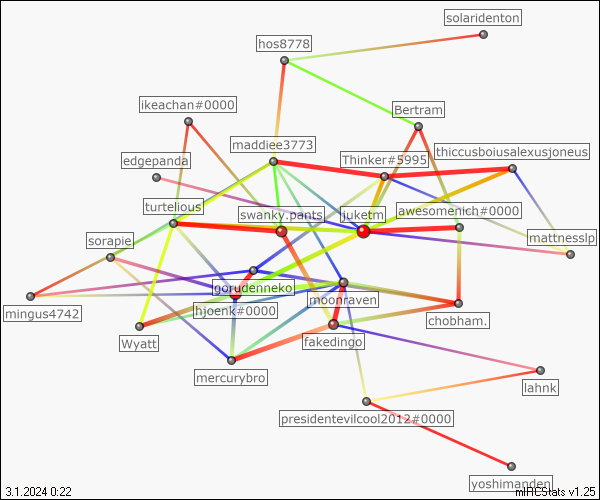 solaridenton
hos8778
ikeachan#0000
Bertram
maddiee3773
edgepanda
Thinker#5995
thiccusboiusalexusjoneus
turtelious
swanky.pants
juketm
awesomerich#0000
sorapie
mattnesslp
gorudenneko
moonraven
mingus4742
hjoenk#0000
chobham.
Wyatt
fakedingo
mercurybro
lahnk
presidentevilcool2012#0000
yoshimanden
3.1.2024 0:22
mIRCStats v1.25